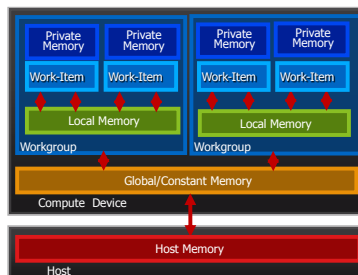 Private Memory Private Memory Private Memory Private Memory
Work-Item Work-Item Work-Item Work-Item
Local Memory Local Memory
Workgroup Workgroup
Global/Constant Memory
Compute Device
Host Memory
Host